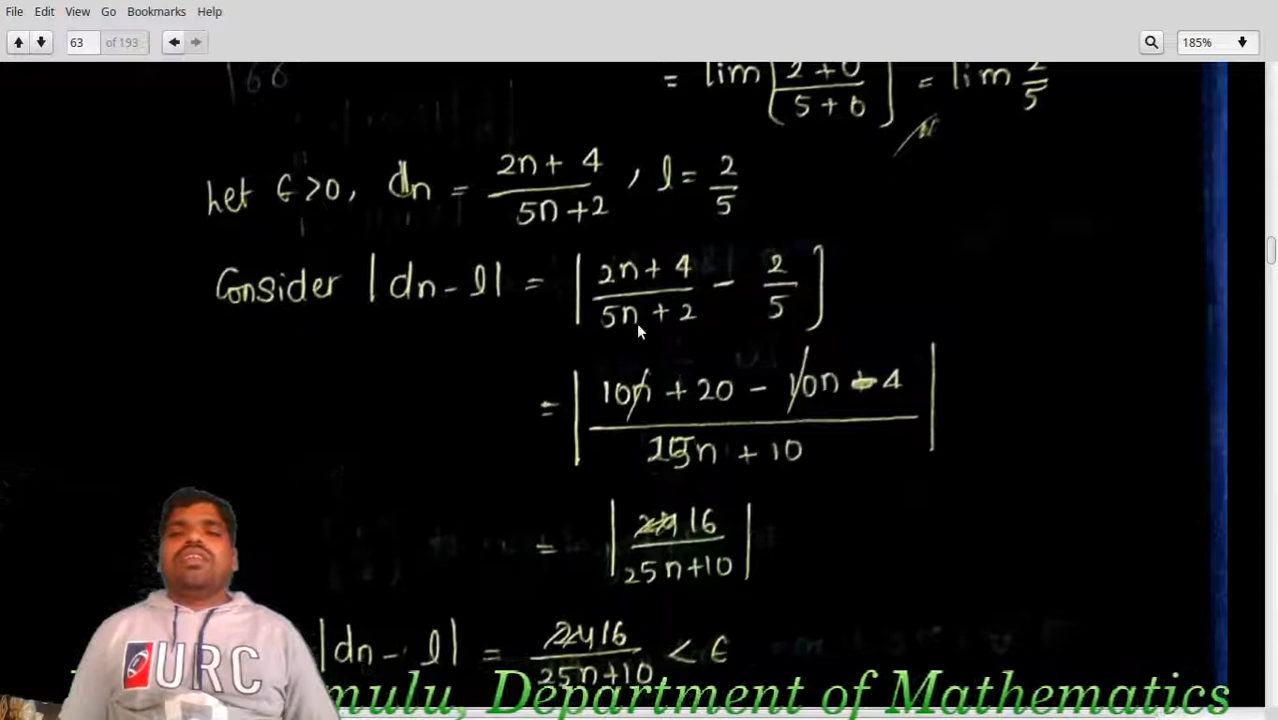 File Edit View Go Bookmarks Help
63 of 193 185%
= lim [2+0 / 5+0] = lim 2/5
Let ε>0, dn = 2n+4 / 5n+2, l = 2/5
Consider |dn - l| = |2n+4 / 5n+2 - 2/5|
= |10n + 20 - 10n - 4 / 25n + 10|
= |16 / 25n+10|
|dn - l| = 16 / 25n+10 < ε
URC
mulu, Department of Mathematics